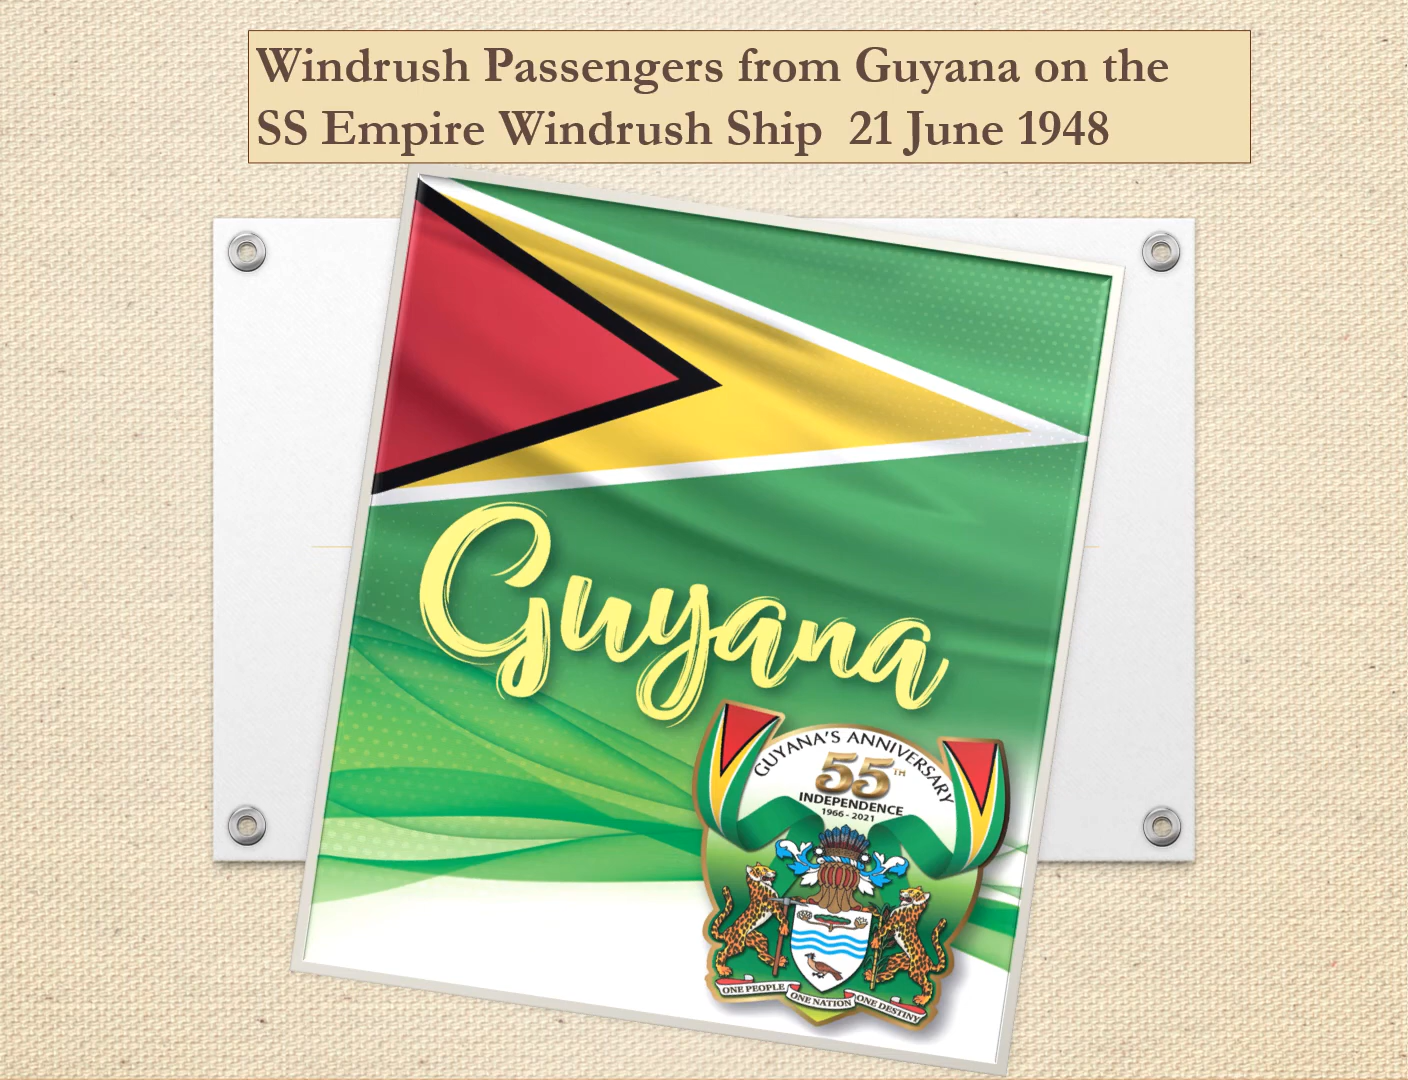 Windrush Passengers from Guyana on the
SS Empire Windrush Ship  21 June 1948
Guyana
GUYANA'S ANNIVERSARY
55TH
INDEPENDENCE
1966 - 2021
ONE PEOPLE
ONE NATION
ONE DESTINY